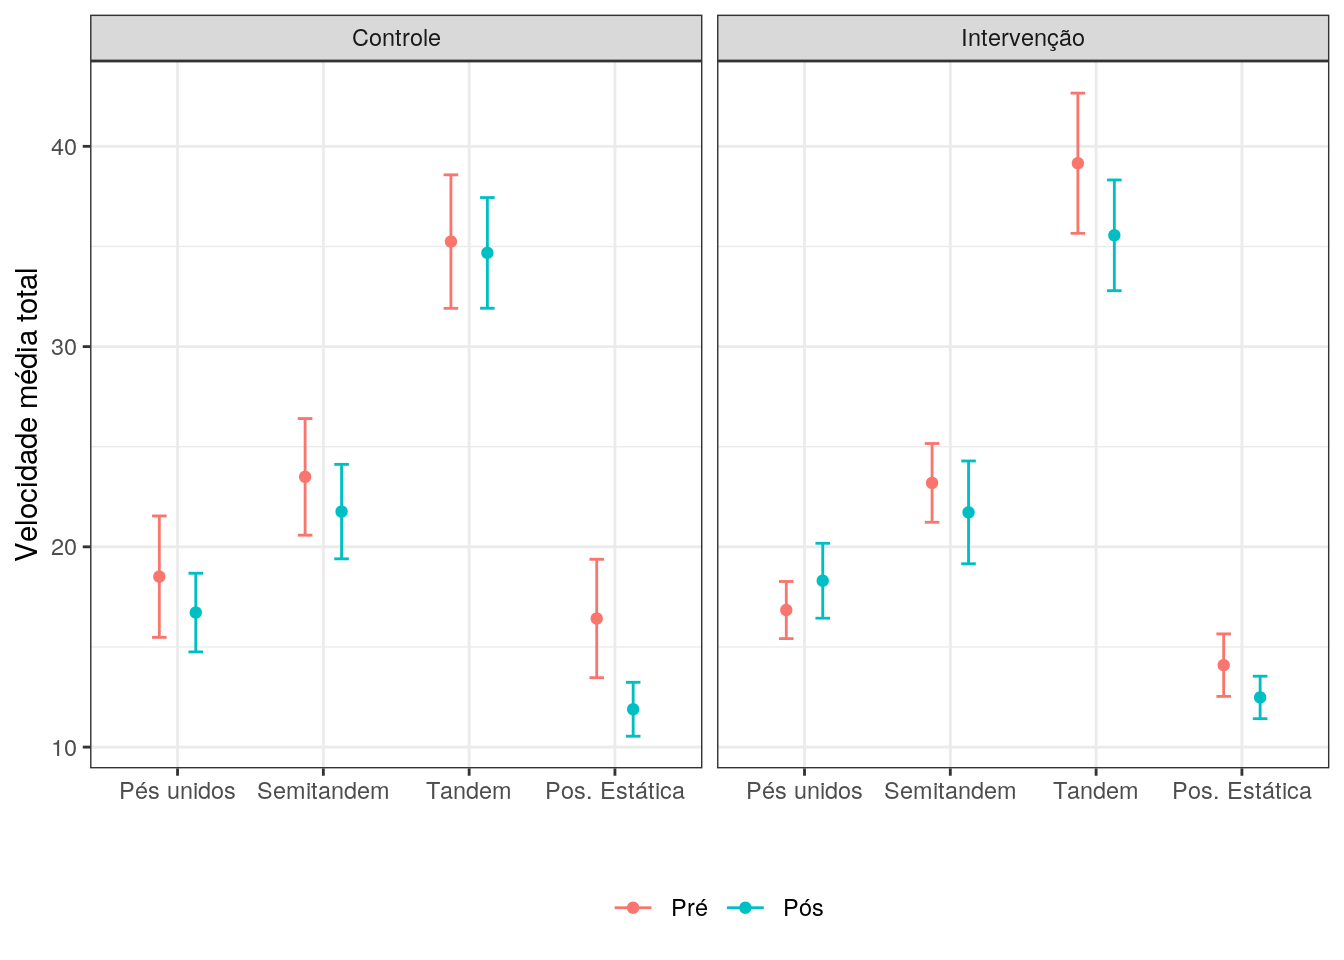 Controle Intervenção
Velocidade média total
40
30
20
10
Pés unidos Semitandem Tandem Pos. Estática Pés unidos Semitandem Tandem Pos. Estática
Pré Pós